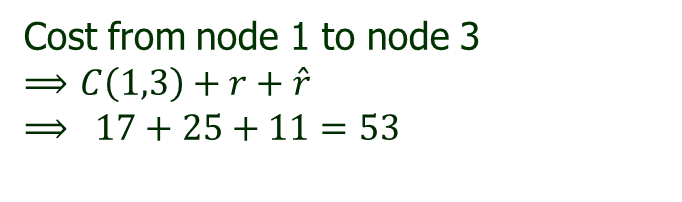 Cost from node 1 to node 3
⟹ C(1,3) + r + r̂
⟹ 17 + 25 + 11 = 53